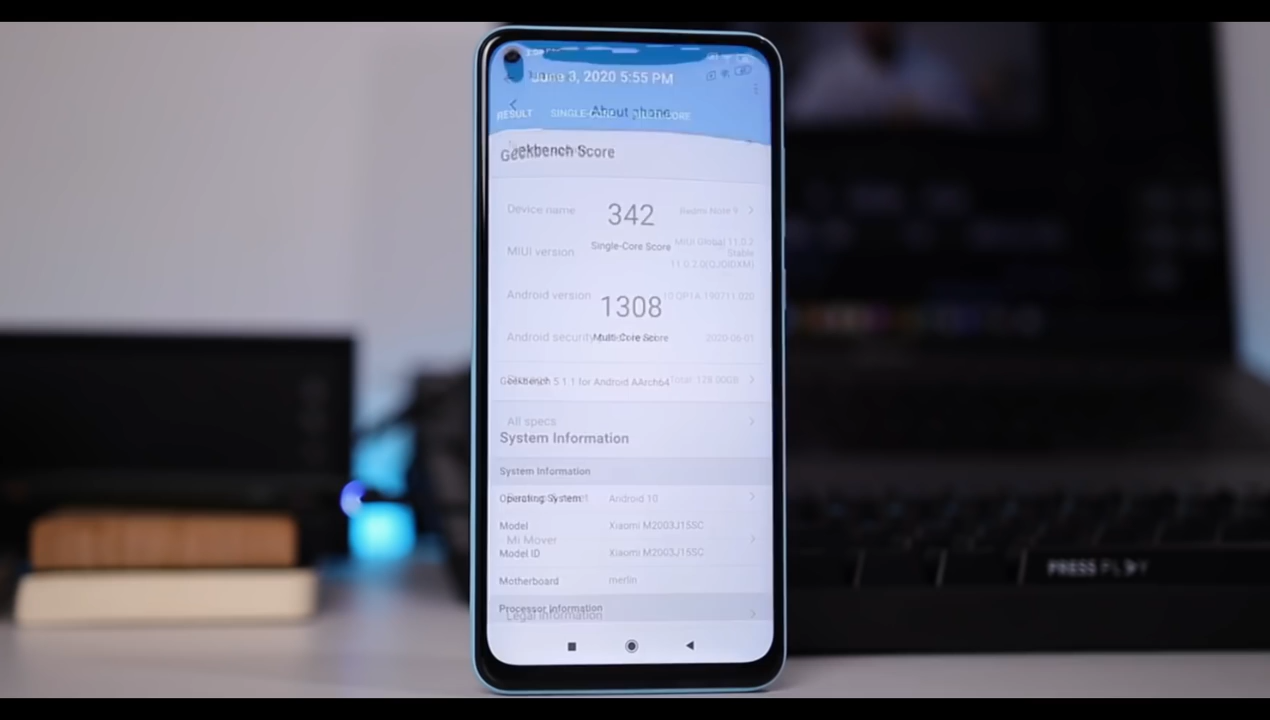 June 3, 2020 5:55 PM
RESULT SINGLE-CORE MULTI-CORE
About phone
Geekbench Score
Device name 342 Redmi Note 9
Single-Core Score
MIUI version MIUI Global 11.0.2
Stable
11.0.2.0(QJOIDXM)
Android version 1308 10 QP1A.190711.020
Android security Multi-Core Score 2020-06-01
Geekbench 5.1.1 for Android AArch64 Total: 128.00GB
All specs
System Information
System Information
Operating System Android 10
Model Xiaomi M2003J15SC
Mi Mover
Model ID Xiaomi M2003J15SC
Motherboard merlin
Processor Information
Legal information
PRESS PLAY